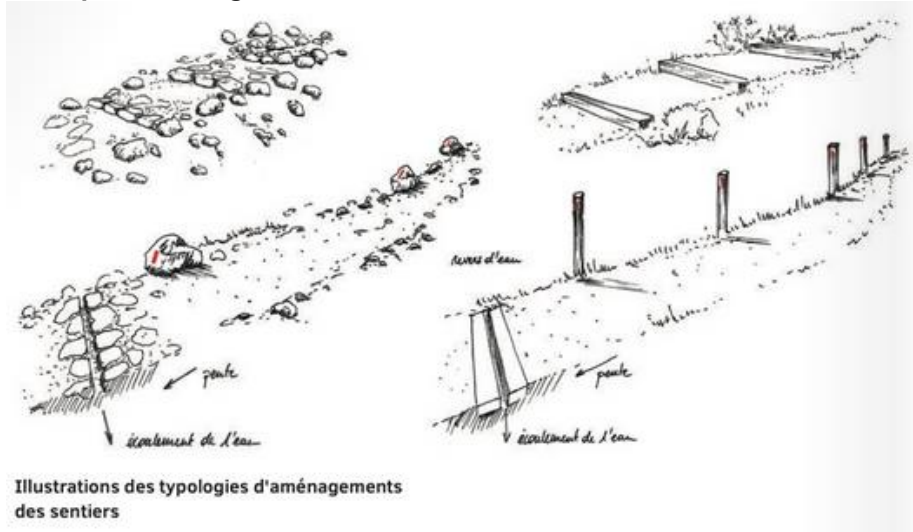 revers d'eau
pente
écoulement de l'eau
pente
écoulement de l'eau
Illustrations des typologies d'aménagements
des sentiers